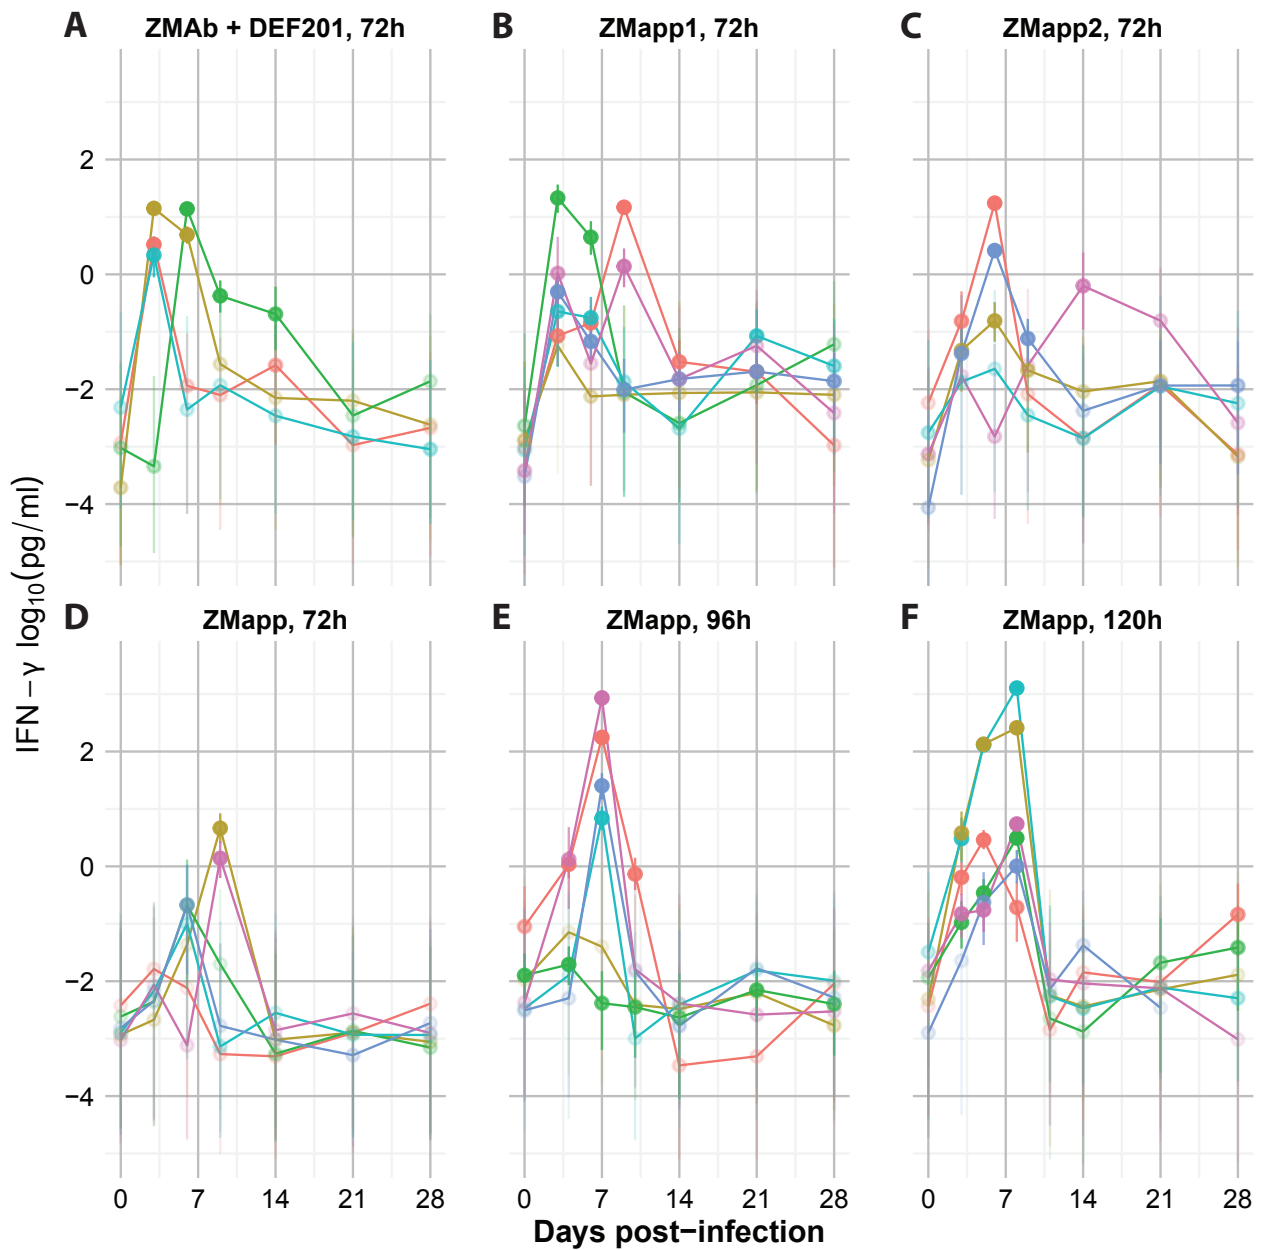 A ZMAb + DEF201, 72h
B ZMapp1, 72h
C ZMapp2, 72h
2
0
−2
−4
IFN − γ log10(pg/ml)
D ZMapp, 72h
E ZMapp, 96h
F ZMapp, 120h
2
0
−2
−4
0 7 14 21 28
0 7 14 21 28
0 7 14 21 28
Days post−infection